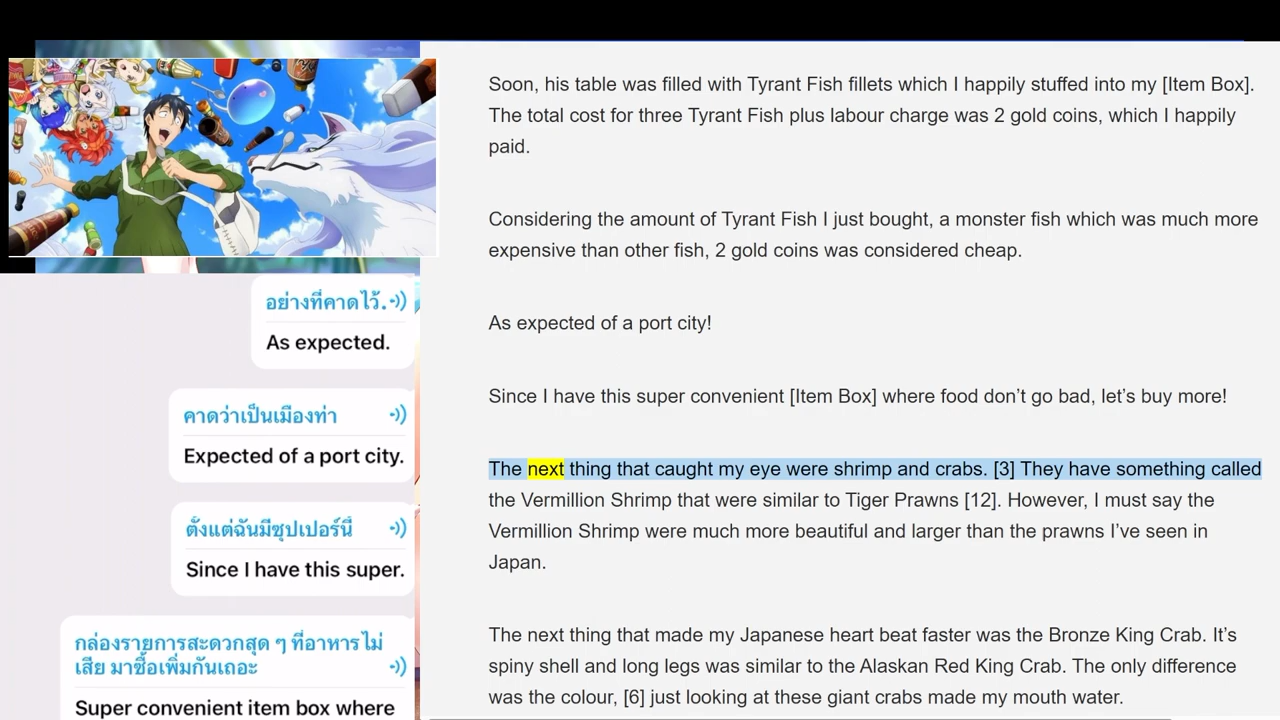 อย่างที่คาดไว้.
As expected.
คาดว่าเป็นเมืองท่า
Expected of a port city.
ตั้งแต่ฉันมีซุปเปอร์นี้
Since I have this super.
กล่องรายการสะดวกสุด ๆ ที่อาหารไม่
เสีย มาซื้อเพิ่มกันเถอะ
Super convenient item box where
Soon, his table was filled with Tyrant Fish fillets which I happily stuffed into my [Item Box].
The total cost for three Tyrant Fish plus labour charge was 2 gold coins, which I happily
paid.
Considering the amount of Tyrant Fish I just bought, a monster fish which was much more
expensive than other fish, 2 gold coins was considered cheap.
As expected of a port city!
Since I have this super convenient [Item Box] where food don’t go bad, let’s buy more!
The next thing that caught my eye were shrimp and crabs. [3] They have something called
the Vermillion Shrimp that were similar to Tiger Prawns [12]. However, I must say the
Vermillion Shrimp were much more beautiful and larger than the prawns I’ve seen in
Japan.
The next thing that made my Japanese heart beat faster was the Bronze King Crab. It’s
spiny shell and long legs was similar to the Alaskan Red King Crab. The only difference
was the colour, [6] just looking at these giant crabs made my mouth water.